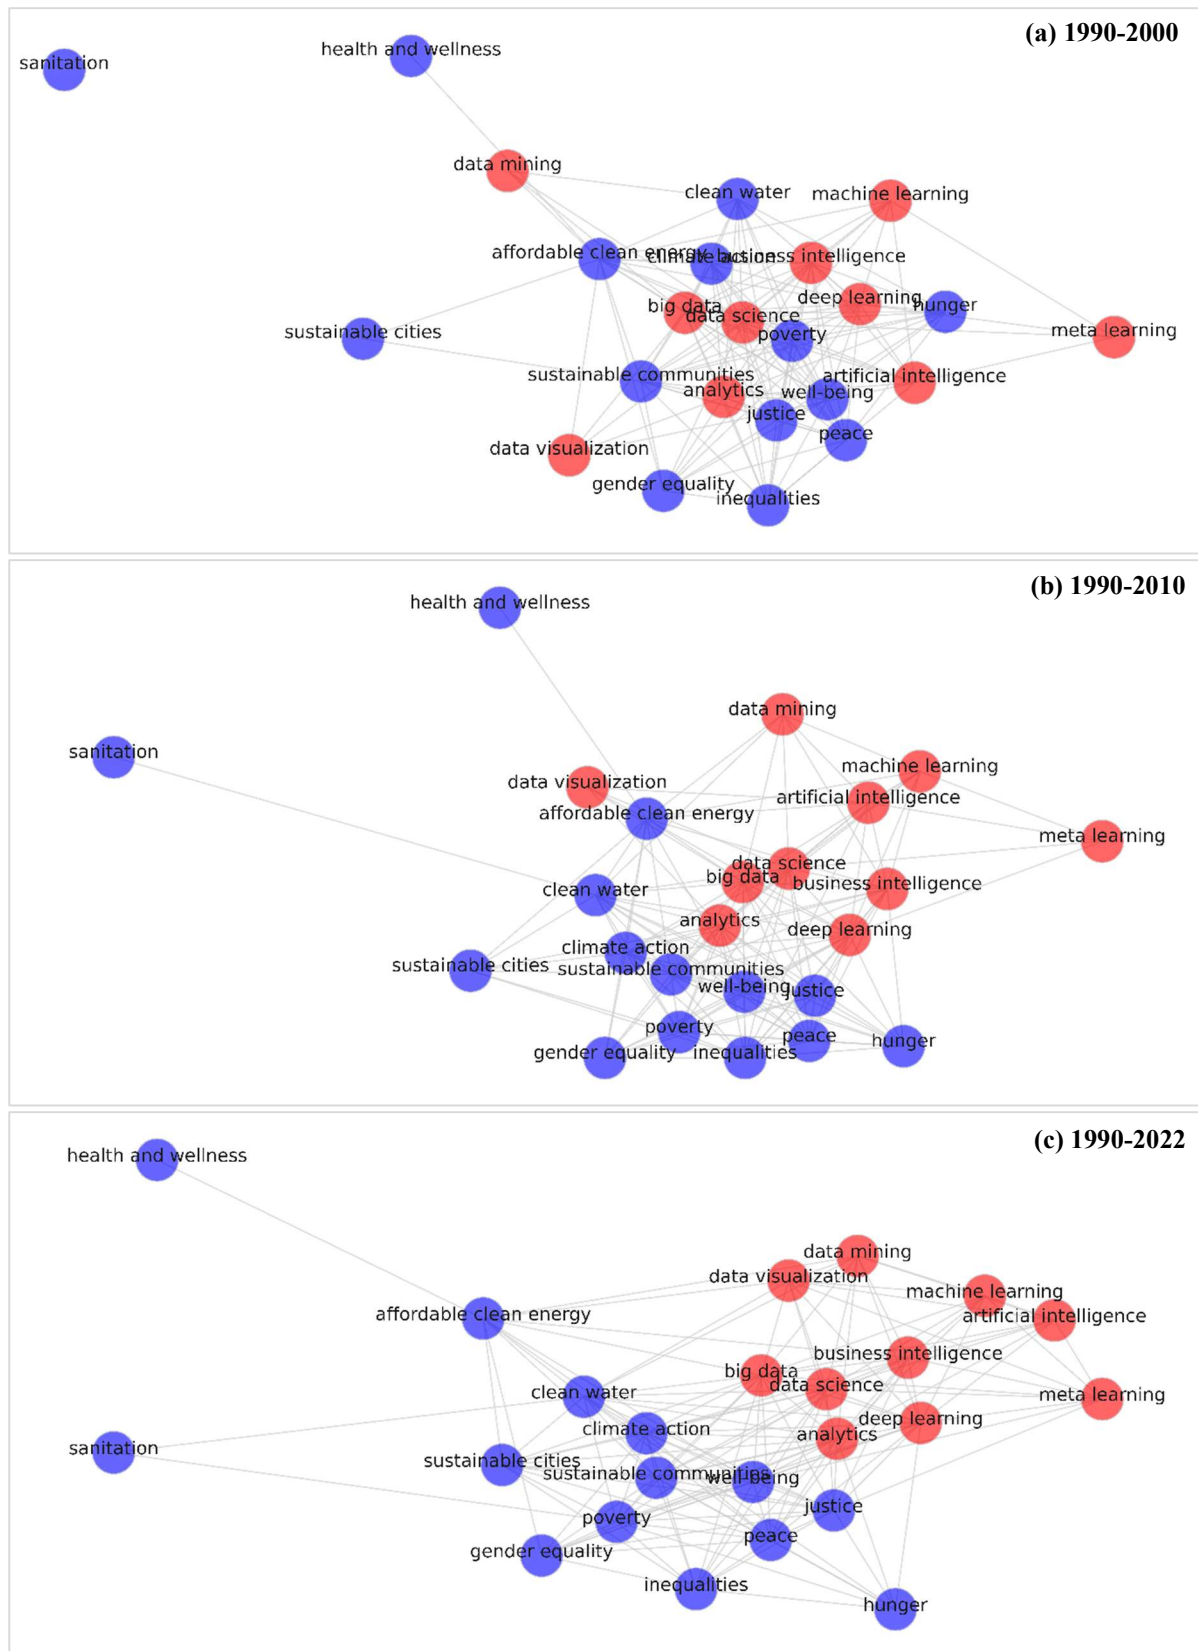 (a) 1990-2000
health and wellness
sanitation
data mining
clean water
machine learning
affordable clean energy
climate action
business intelligence
big data
deep learning
hunger
data science
sustainable cities
poverty
meta learning
sustainable communities
artificial intelligence
analytics
well-being
justice
peace
data visualization
gender equality
inequalities
(b) 1990-2010
health and wellness
data mining
sanitation
machine learning
data visualization
artificial intelligence
affordable clean energy
meta learning
data science
big data
business intelligence
clean water
analytics
deep learning
climate action
sustainable cities
sustainable communities
well-being
justice
poverty
peace
hunger
gender equality
inequalities
(c) 1990-2022
health and wellness
data mining
data visualization
machine learning
affordable clean energy
artificial intelligence
business intelligence
big data
data science
clean water
meta learning
deep learning
climate action
analytics
sanitation
sustainable cities
sustainable communities
well-being
justice
poverty
peace
gender equality
inequalities
hunger